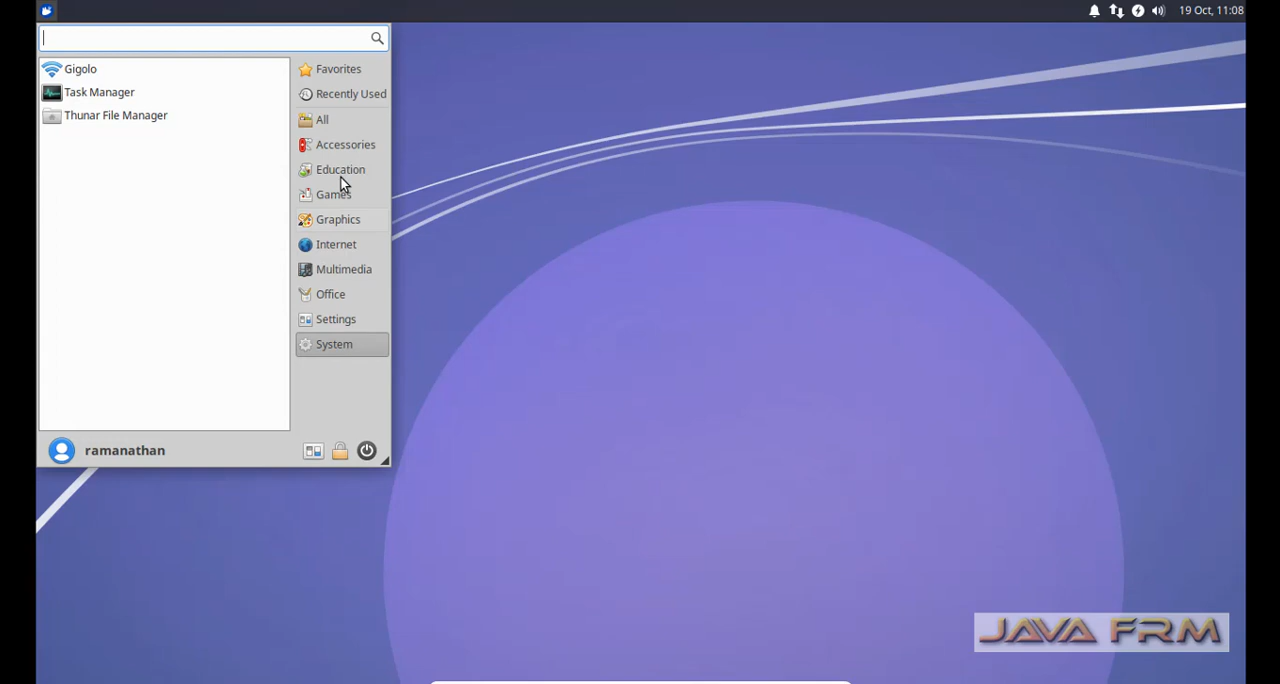 19 Oct, 11:08
Gigolo
Task Manager
Thunar File Manager
Favorites
Recently Used
All
Accessories
Education
Games
Graphics
Internet
Multimedia
Office
Settings
System
ramanathan
JAVA FRM